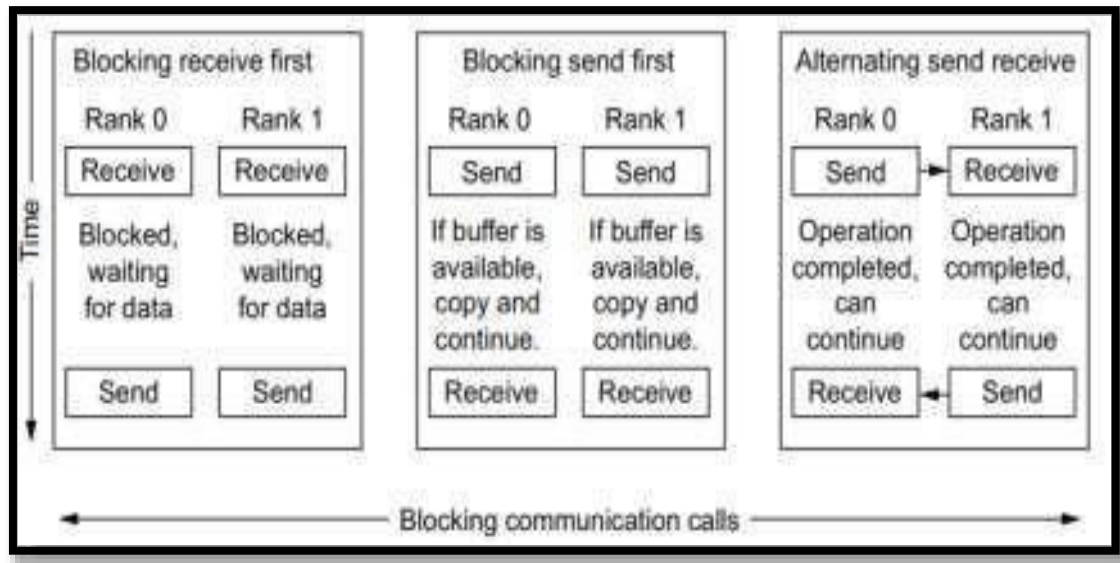 Time
Blocking receive first
Rank 0 Rank 1
Receive Receive
Blocked, Blocked,
waiting waiting
for data for data
Send Send
Blocking send first
Rank 0 Rank 1
Send Send
If buffer is If buffer is
available, available,
copy and copy and
continue. continue.
Receive Receive
Alternating send receive
Rank 0 Rank 1
Send Receive
Operation Operation
completed, completed,
can can
continue continue
Receive Send
Blocking communication calls